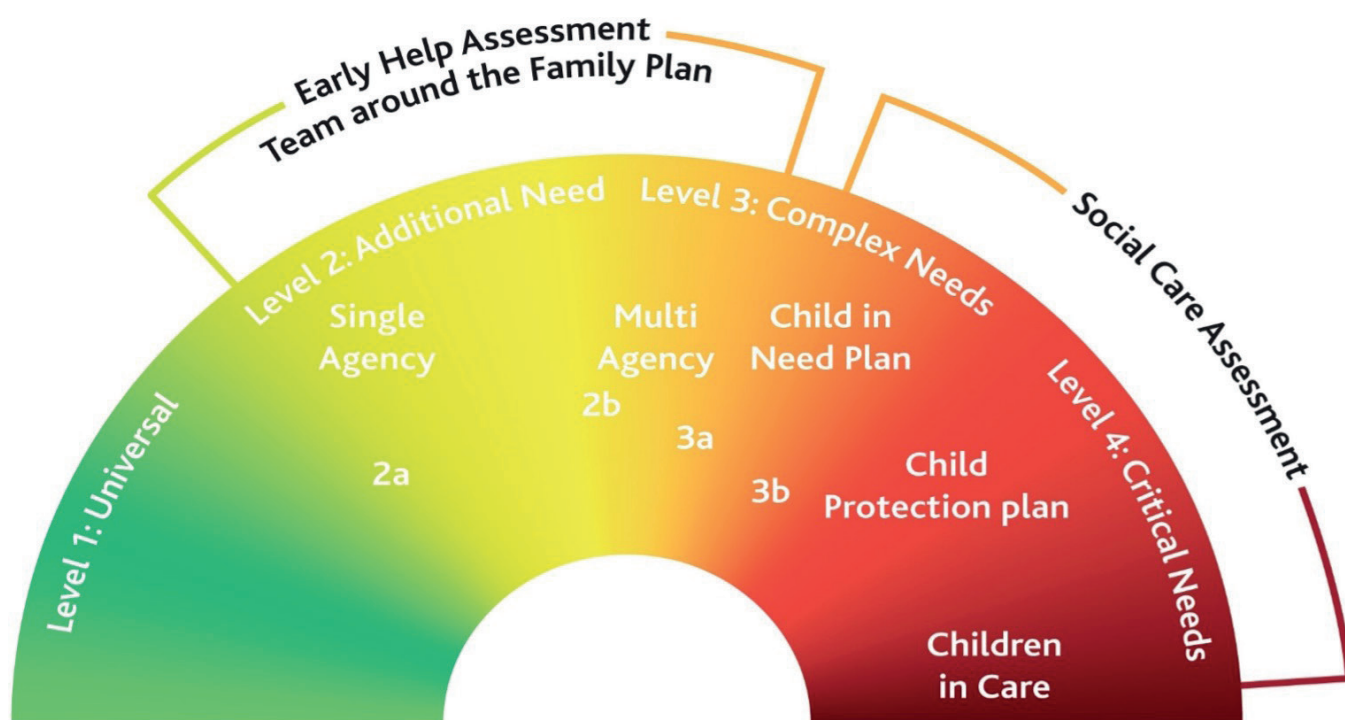 Early Help Assessment
Team around the Family Plan
Social Care Assessment
Level 1: Universal
Level 2: Additional Need
Level 3: Complex Needs
Level 4: Critical Needs
Single
Agency
2a
Multi
Agency
2b
3a
Child in
Need Plan
3b
Child
Protection plan
Children
in Care